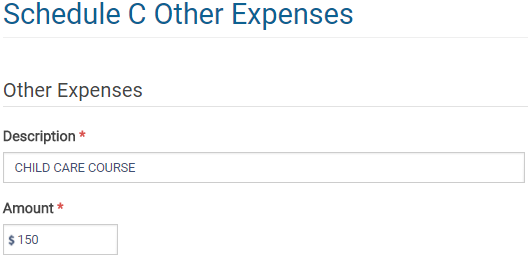 Schedule C Other Expenses
Other Expenses
Description *
CHILD CARE COURSE
Amount *
$ 150